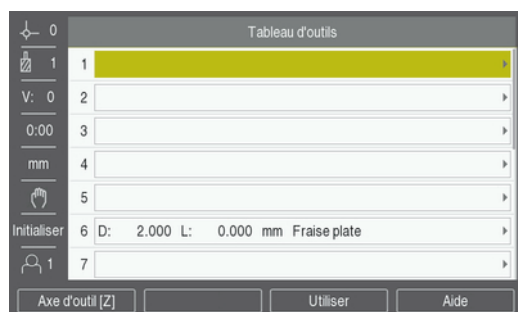 0 Tableau d'outils
1 1
V: 0 2
0:00 3
mm 4
5
Initialiser 6 D: 2.000 L: 0.000 mm Fraise plate
1 7
Axe d'outil [Z] Utiliser Aide